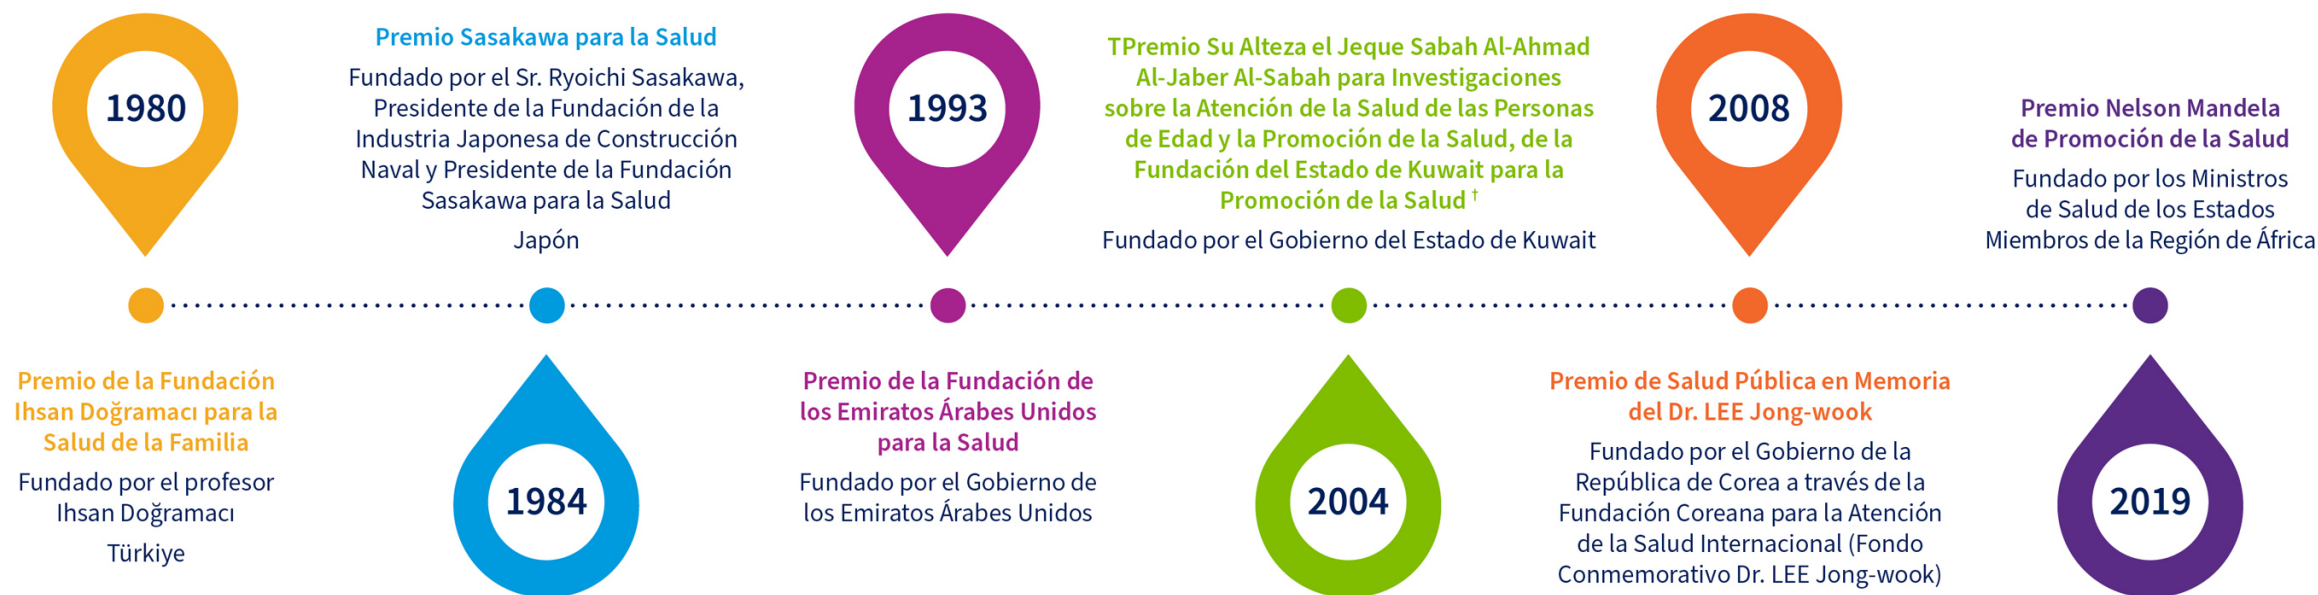 1980
Premio de la Fundación
Ihsan Doğramacı para la
Salud de la Familia
Fundado por el profesor
Ihsan Doğramacı
Türkiye
Premio Sasakawa para la Salud
Fundado por el Sr. Ryoichi Sasakawa,
Presidente de la Fundación de la
Industria Japonesa de Construcción
Naval y Presidente de la Fundación
Sasakawa para la Salud
Japón
1984
1993
Premio de la Fundación de
los Emiratos Árabes Unidos
para la Salud
Fundado por el Gobierno de
los Emiratos Árabes Unidos
TPremio Su Alteza el Jeque Sabah Al-Ahmad
Al-Jaber Al-Sabah para Investigaciones
sobre la Atención de la Salud de las Personas
de Edad y la Promoción de la Salud, de la
Fundación del Estado de Kuwait para la
Promoción de la Salud †
Fundado por el Gobierno del Estado de Kuwait
2004
2008
Premio de Salud Pública en Memoria
del Dr. LEE Jong-wook
Fundado por el Gobierno de la
República de Corea a través de la
Fundación Coreana para la Atención
de la Salud Internacional (Fondo
Conmemorativo Dr. LEE Jong-wook)
Premio Nelson Mandela
de Promoción de la Salud
Fundado por los Ministros
de Salud de los Estados
Miembros de la Región de África
2019